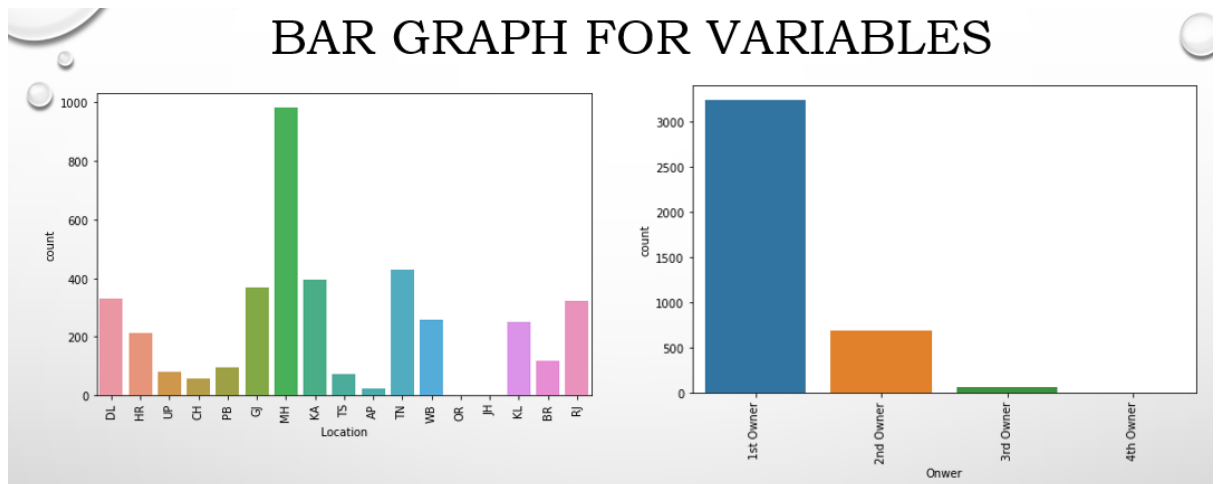 BAR GRAPH FOR VARIABLES
1000
800
600
400
200
0
count
DL HR UP CH PB GJ MH KA TS AP TN WB OR JH KL BR RJ
Location
3000
2500
2000
1500
1000
500
0
count
1st Owner 2nd Owner 3rd Owner 4th Owner
Onwer